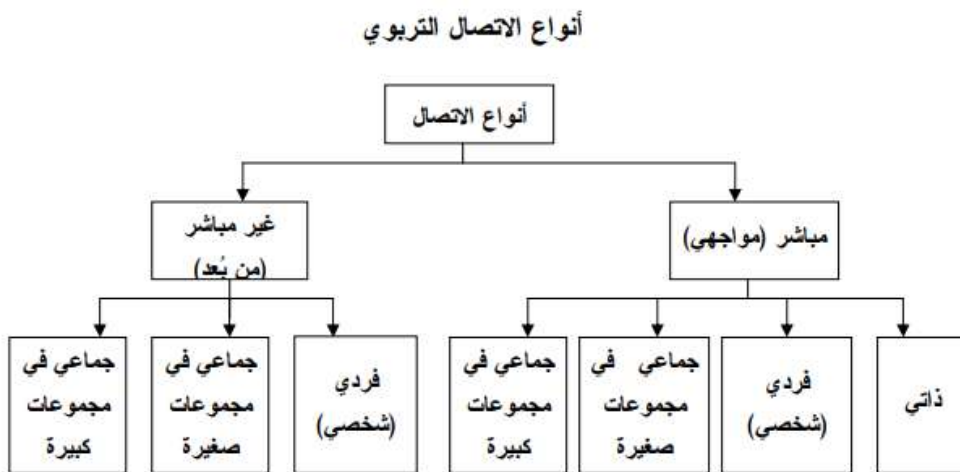 أنواع الاتصال التربوي
أنواع الاتصال
مباشر (مواجهي)
غير مباشر
(من بُعد)
ذاتي
فردي
(شخصي)
جماعي في
مجموعات
صغيرة
جماعي في
مجموعات
كبيرة
فردي
(شخصي)
جماعي في
مجموعات
صغيرة
جماعي في
مجموعات
كبيرة